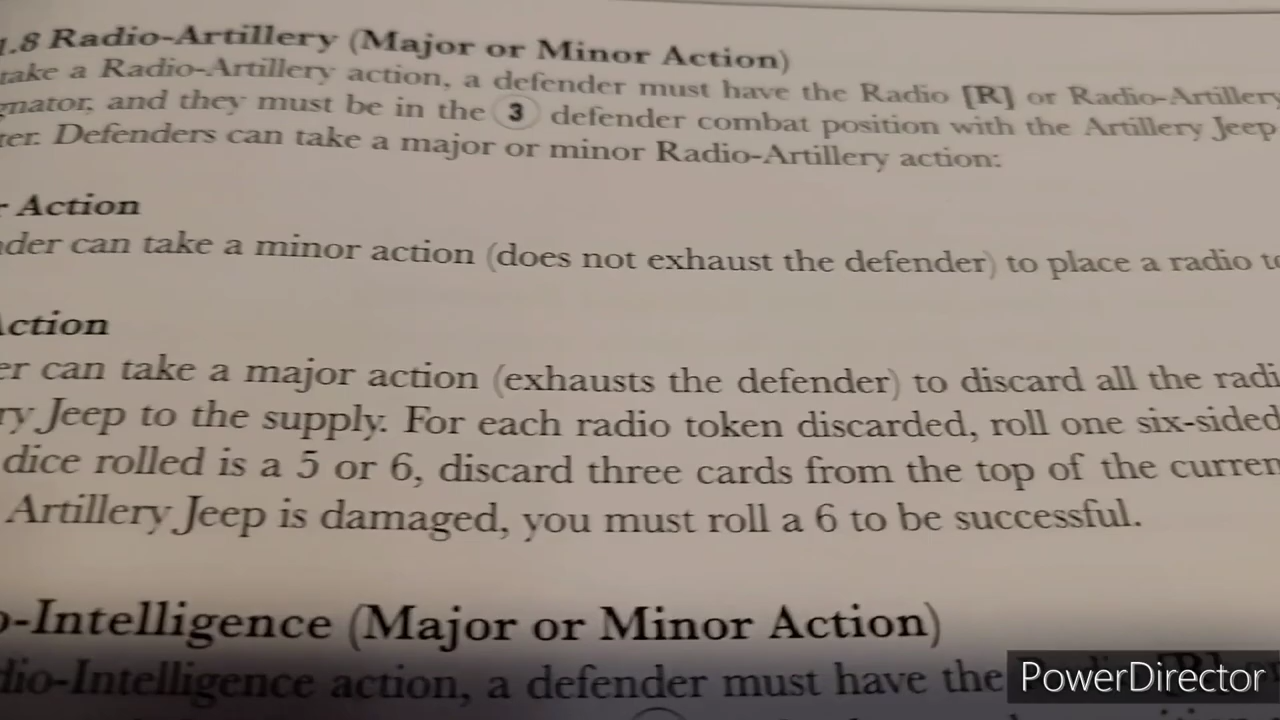 .8 Radio-Artillery (Major or Minor Action)
take a Radio-Artillery action, a defender must have the Radio [R] or Radio-Artillery
gnator, and they must be in the 3 defender combat position with the Artillery Jeep
ter. Defenders can take a major or minor Radio-Artillery action:
r Action
nder can take a minor action (does not exhaust the defender) to place a radio to
Action
er can take a major action (exhausts the defender) to discard all the radi
ry Jeep to the supply. For each radio token discarded, roll one six-sided
dice rolled is a 5 or 6, discard three cards from the top of the curren
Artillery Jeep is damaged, you must roll a 6 to be successful.
o-Intelligence (Major or Minor Action)
dio-Intelligence action, a defender must have the
PowerDirector